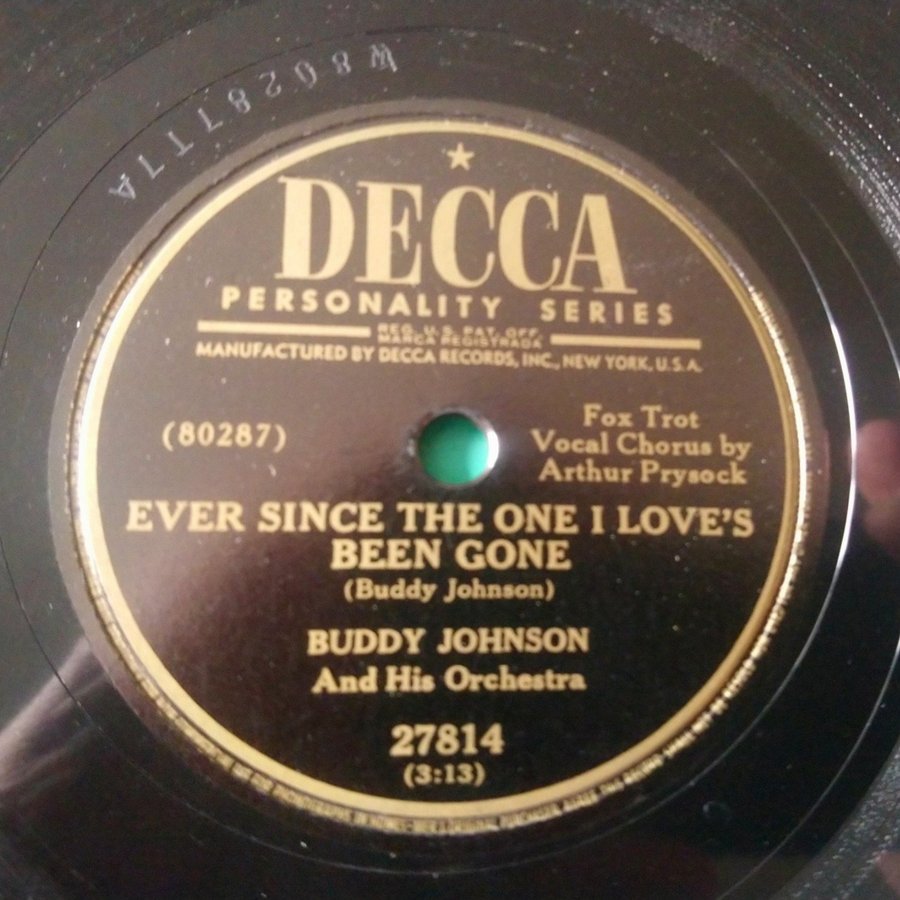 W80287T1A
DECCA
PERSONALITY SERIES
REG. U.S. PAT. OFF.
MARCA REGISTRADA
MANUFACTURED BY DECCA RECORDS, INC., NEW YORK, U.S.A.
(80287)
Fox Trot
Vocal Chorus by
Arthur Prysock
EVER SINCE THE ONE I LOVE'S
BEEN GONE
(Buddy Johnson)
BUDDY JOHNSON
And His Orchestra
27814
(3:13)